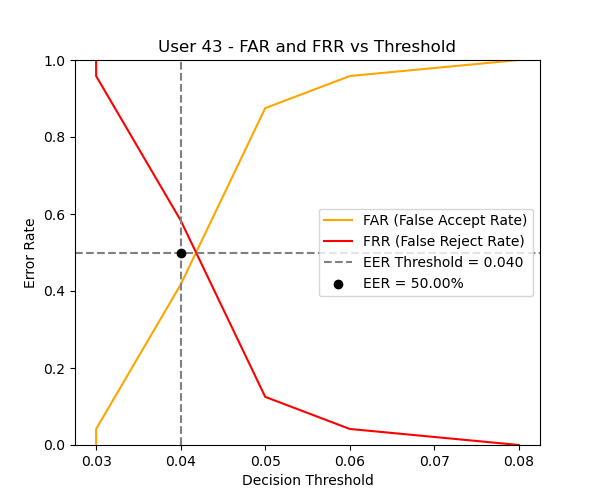 User 43 - FAR and FRR vs Threshold
1.0
0.8
0.6
0.4
0.2
0.0
Error Rate
FAR (False Accept Rate)
FRR (False Reject Rate)
EER Threshold = 0.040
EER = 50.00%
0.03 0.04 0.05 0.06 0.07 0.08
Decision Threshold